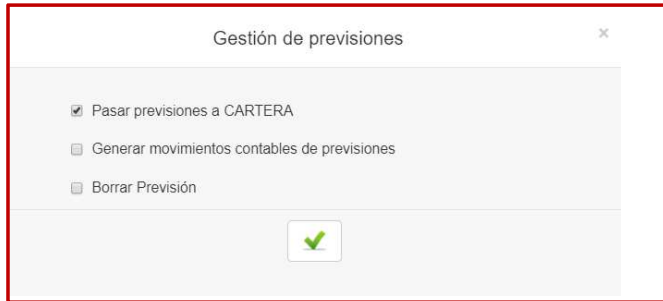 Gestión de previsiones
×
Pasar previsiones a CARTERA
Generar movimientos contables de previsiones
Borrar Previsión